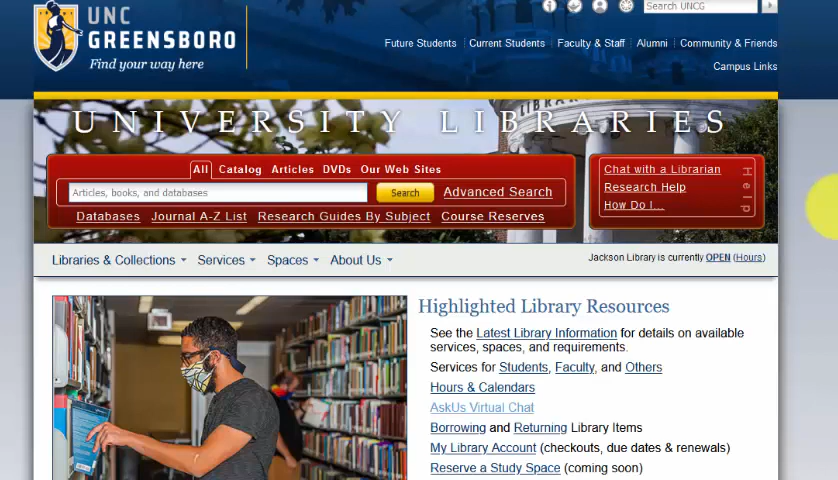 UNC
GREENSBORO
Find your way here
Search UNCG
Future Students Current Students Faculty & Staff Alumni Community & Friends
Campus Links
LIBRAR
UNIVERSITY LIBRARIES
All Catalog Articles DVDs Our Web Sites
Articles, books, and databases Search Advanced Search
Databases Journal A-Z List Research Guides By Subject Course Reserves
Chat with a Librarian
Research Help
How Do I...
Help
Libraries & Collections Services Spaces About Us
Jackson Library is currently OPEN (Hours)
Highlighted Library Resources
See the Latest Library Information for details on available
services, spaces, and requirements.
Services for Students, Faculty, and Others
Hours & Calendars
AskUs Virtual Chat
Borrowing and Returning Library Items
My Library Account (checkouts, due dates & renewals)
Reserve a Study Space (coming soon)